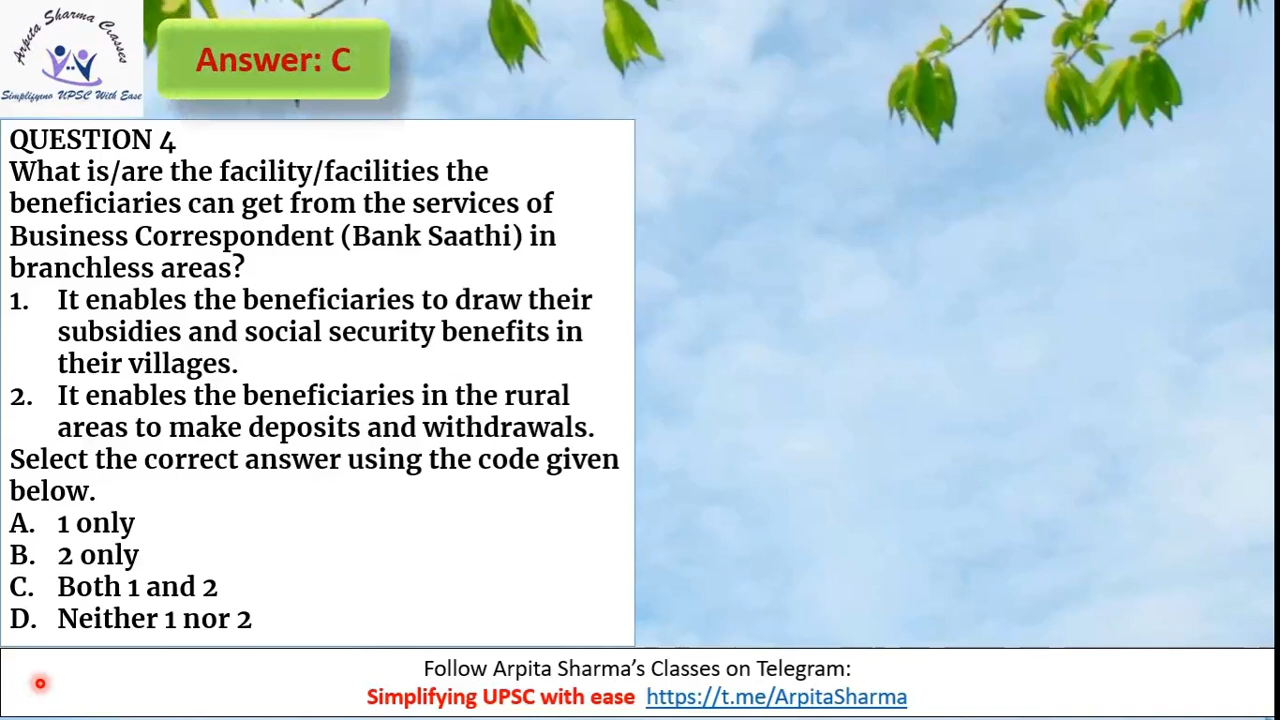 Arpita Sharma Classes
Simplifyeno UPSC With Ease
Answer: C
QUESTION 4
What is/are the facility/facilities the
beneficiaries can get from the services of
Business Correspondent (Bank Saathi) in
branchless areas?
1. It enables the beneficiaries to draw their
subsidies and social security benefits in
their villages.
2. It enables the beneficiaries in the rural
areas to make deposits and withdrawals.
Select the correct answer using the code given
below.
A. 1 only
B. 2 only
C. Both 1 and 2
D. Neither 1 nor 2
Follow Arpita Sharma’s Classes on Telegram:
Simplifying UPSC with ease https://t.me/ArpitaSharma